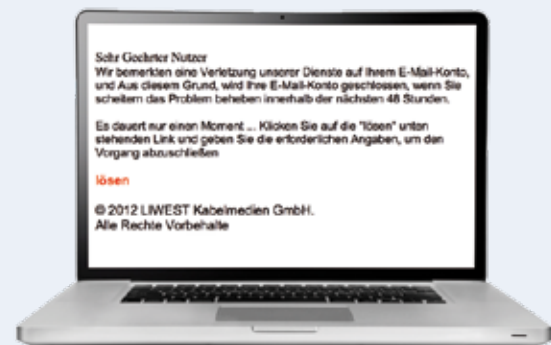 Sehr Geehrter Nutzer
Wir bemerkten eine Verletzung unserer Dienste auf Ihrem E-Mail-Konto,
und Aus diesem Grund, wird Ihre E-Mail-Konto geschlossen, wenn Sie
scheitern das Problem beheben innerhalb der nächsten 48 Stunden.
Es dauert nur einen Moment ... Klicken Sie auf die "lösen" unten
stehenden Link und geben Sie die erforderlichen Angaben, um den
Vorgang abzuschließen
lösen
© 2012 LIWEST Kabelmedien GmbH.
Alle Rechte Vorbehalte